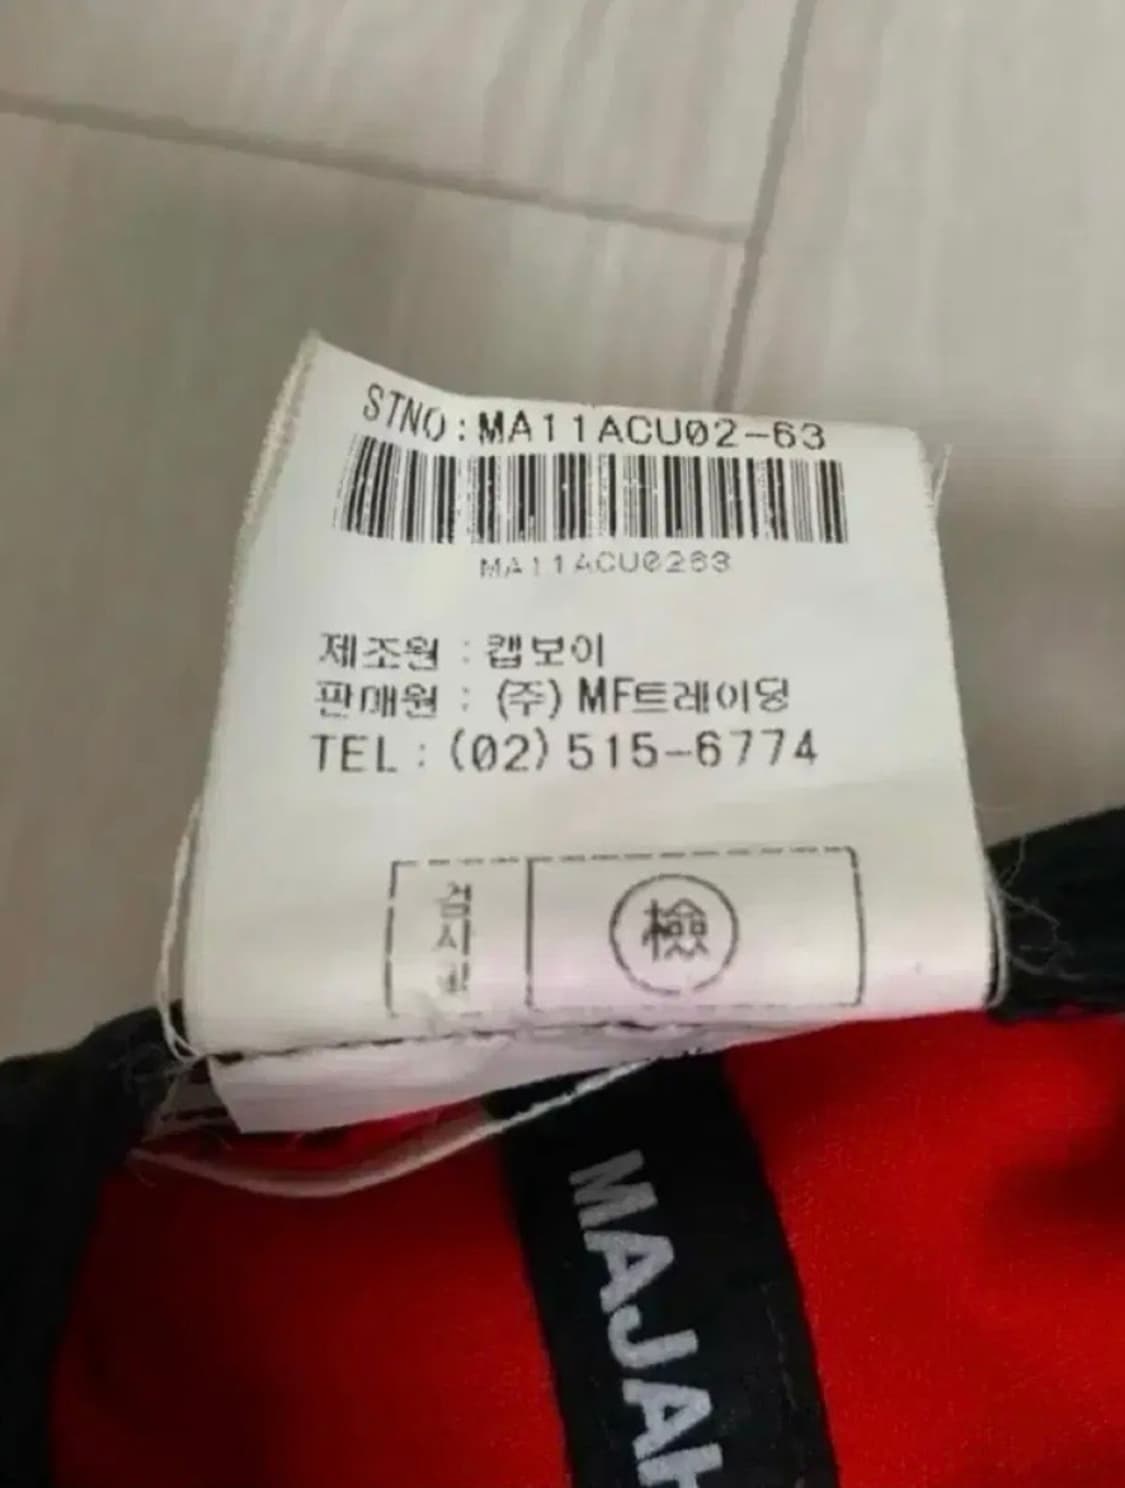 STNO:MA11ACU02-63
MA11ACU0263
제조원 : 캡보이
판매원 : (주) MF트레이딩
TEL : (02) 515-6774
검사필
檢
MAJAH